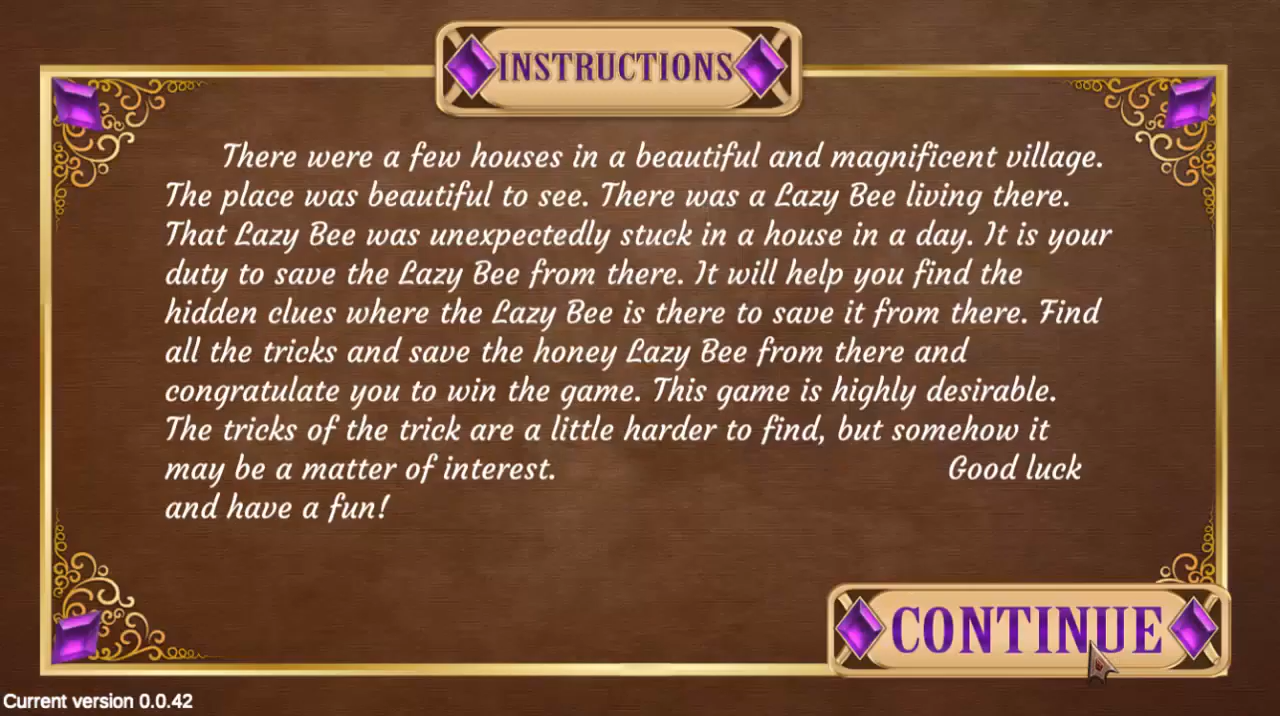 INSTRUCTIONS
There were a few houses in a beautiful and magnificent village.
The place was beautiful to see. There was a Lazy Bee living there.
That Lazy Bee was unexpectedly stuck in a house in a day. It is your
duty to save the Lazy Bee from there. It will help you find the
hidden clues where the Lazy Bee is there to save it from there. Find
all the tricks and save the honey Lazy Bee from there and
congratulate you to win the game. This game is highly desirable.
The tricks of the trick are a little harder to find, but somehow it
may be a matter of interest. Good luck
and have a fun!
CONTINUE
Current version 0.0.42